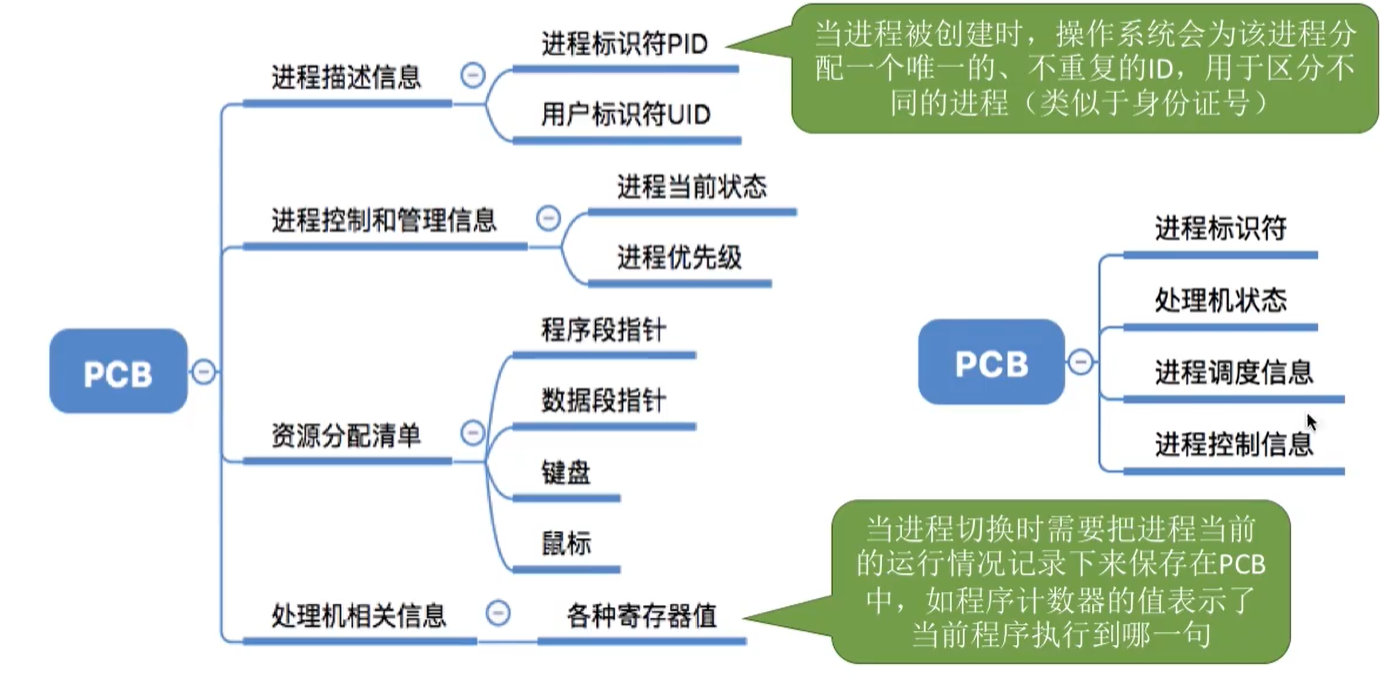 进程标识符PID
进程描述信息
用户标识符UID
当进程被创建时，操作系统会为该进程分
配一个唯一的、不重复的ID，用于区分不
同的进程（类似于身份证号）
进程当前状态
进程控制和管理信息
进程优先级
PCB
程序段指针
数据段指针
资源分配清单
键盘
鼠标
处理机相关信息
各种寄存器值
进程标识符
处理机状态
PCB
进程调度信息
进程控制信息
当进程切换时需要把进程当前
的运行情况记录下来保存在PCB
中，如程序计数器的值表示了
当前程序执行到哪一句